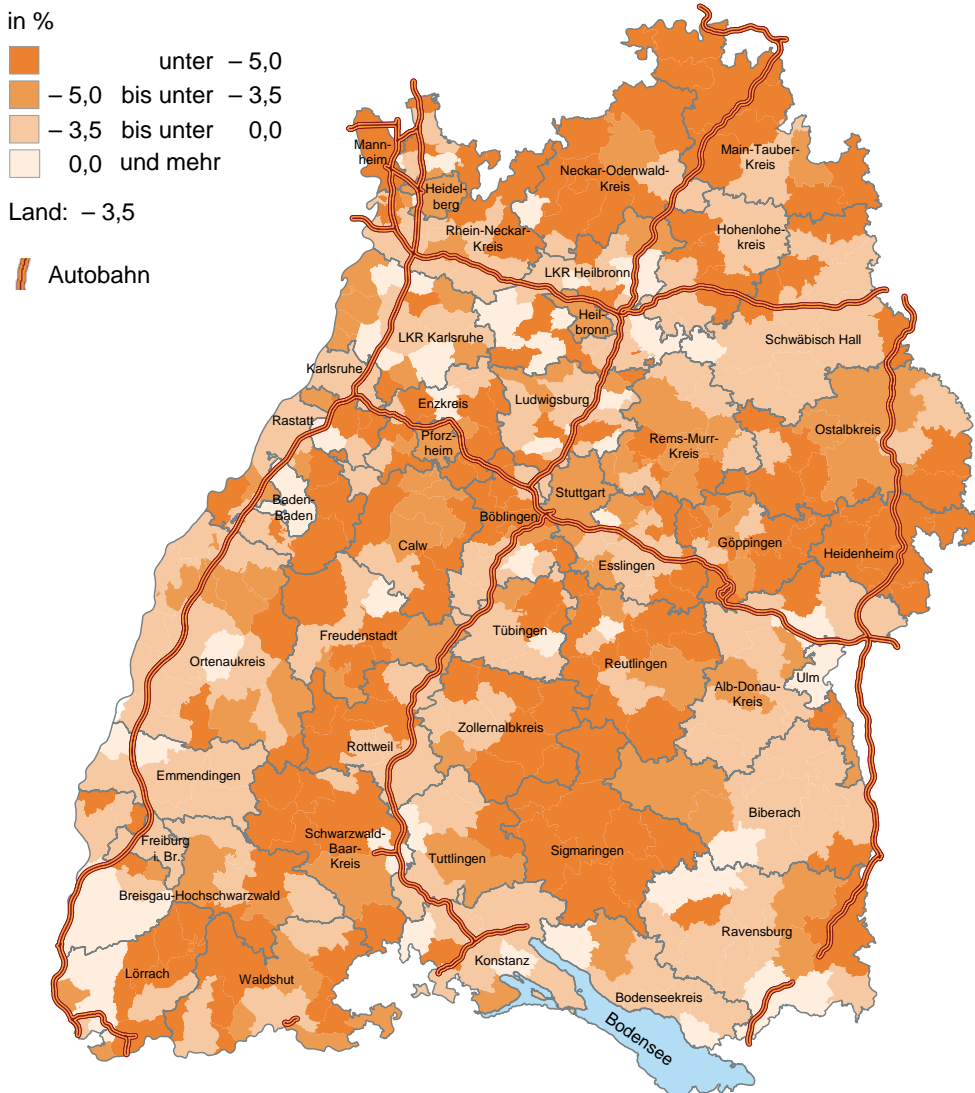 in %
unter – 5,0
– 5,0 bis unter – 3,5
– 3,5 bis unter 0,0
0,0 und mehr
Land: – 3,5
Autobahn
Mann-
heim
Heidel-
berg
Rhein-Neckar-
Kreis
Neckar-Odenwald-
Kreis
Main-Tauber-
Kreis
Hohenlohe-
kreis
LKR Heilbronn
Heil-
bronn
LKR Karlsruhe
Schwäbisch Hall
Karlsruhe
Enzkreis
Ludwigsburg
Rastatt
Pforz-
heim
Rems-Murr-
Kreis
Ostalbkreis
Baden-
Baden
Stuttgart
Böblingen
Calw
Göppingen
Heidenheim
Esslingen
Freudenstadt
Tübingen
Ortenaukreis
Reutlingen
Alb-Donau-
Kreis
Ulm
Zollernalbkreis
Rottweil
Emmendingen
Biberach
Freiburg
i. Br.
Schwarzwald-
Baar-
Kreis
Tuttlingen
Sigmaringen
Breisgau-Hochschwarzwald
Ravensburg
Lörrach
Waldshut
Konstanz
Bodenseekreis
Bodensee